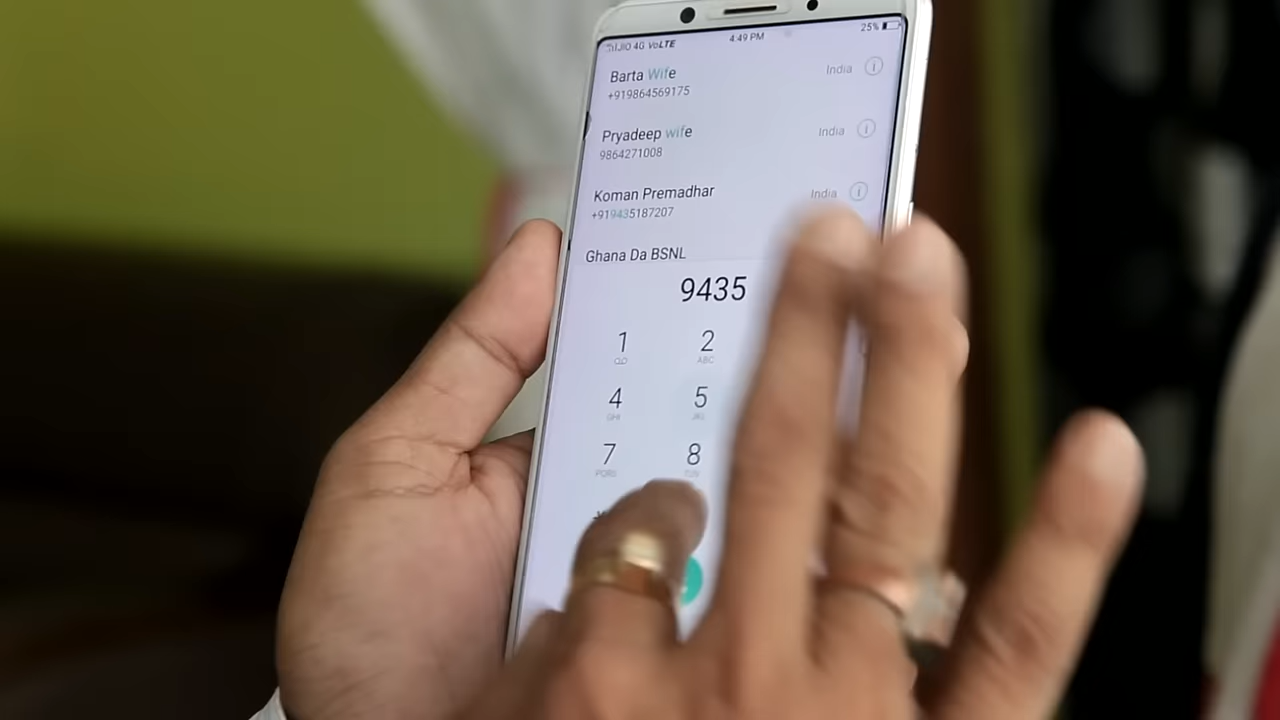 JIO 4G VoLTE 4:49 PM 25%
Barta Wife India
+919864569175
Pryadeep wife India
9864271008
Koman Premadhar India
+919435187207
Ghana Da BSNL
9435
1 2
ABC
4 5
GHI JKL
7 8
PQRS TUV